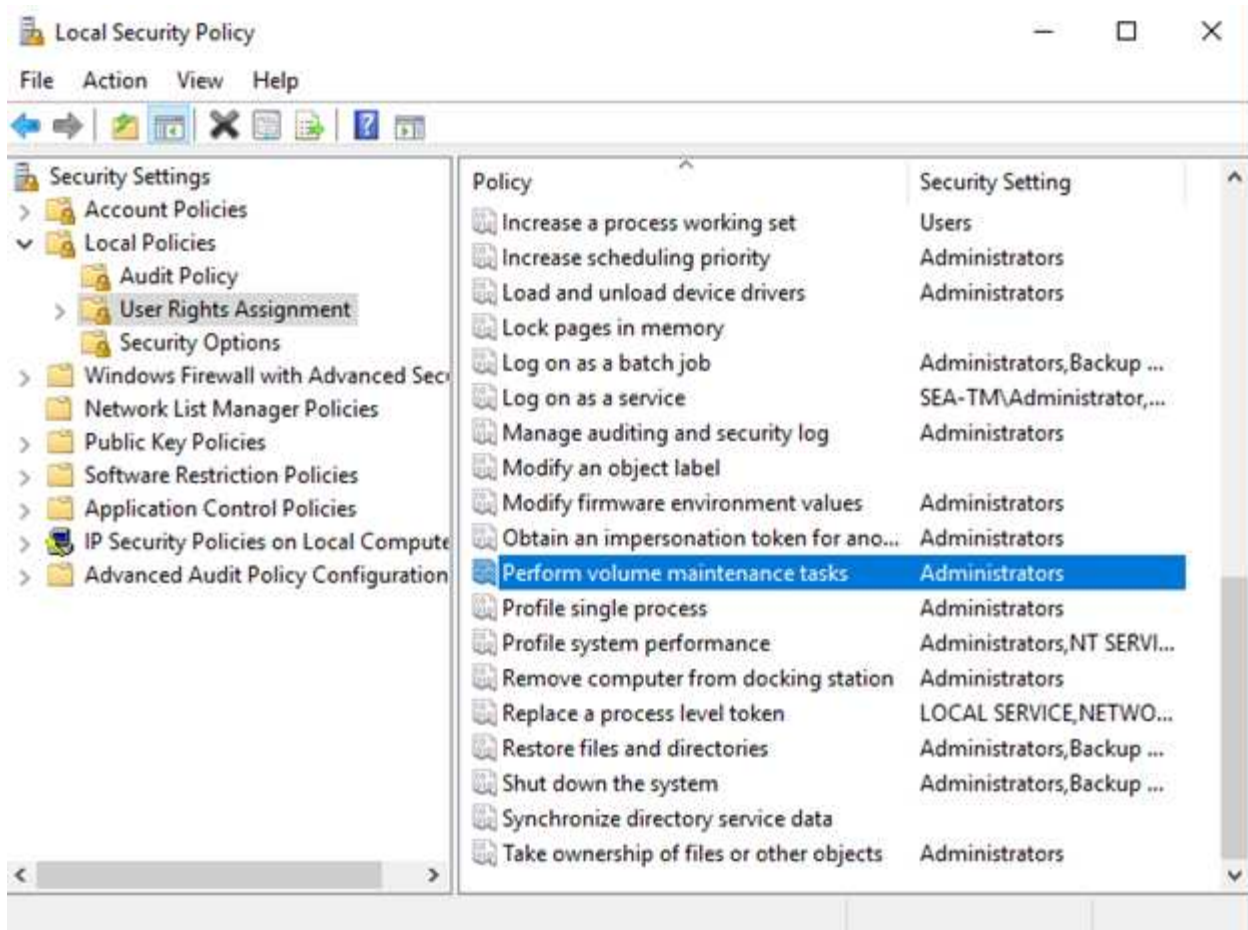 Local Security Policy
File Action View Help
Security Settings
Account Policies
Local Policies
Audit Policy
User Rights Assignment
Security Options
Windows Firewall with Advanced Sec
Network List Manager Policies
Public Key Policies
Software Restriction Policies
Application Control Policies
IP Security Policies on Local Compute
Advanced Audit Policy Configuration
Policy Security Setting
Increase a process working set Users
Increase scheduling priority Administrators
Load and unload device drivers Administrators
Lock pages in memory
Log on as a batch job Administrators,Backup ...
Log on as a service SEA-TM\Administrator,...
Manage auditing and security log Administrators
Modify an object label
Modify firmware environment values Administrators
Obtain an impersonation token for ano... Administrators
Perform volume maintenance tasks Administrators
Profile single process Administrators
Profile system performance Administrators,NT SERVI...
Remove computer from docking station Administrators
Replace a process level token LOCAL SERVICE,NETWO...
Restore files and directories Administrators,Backup ...
Shut down the system Administrators,Backup ...
Synchronize directory service data
Take ownership of files or other objects Administrators